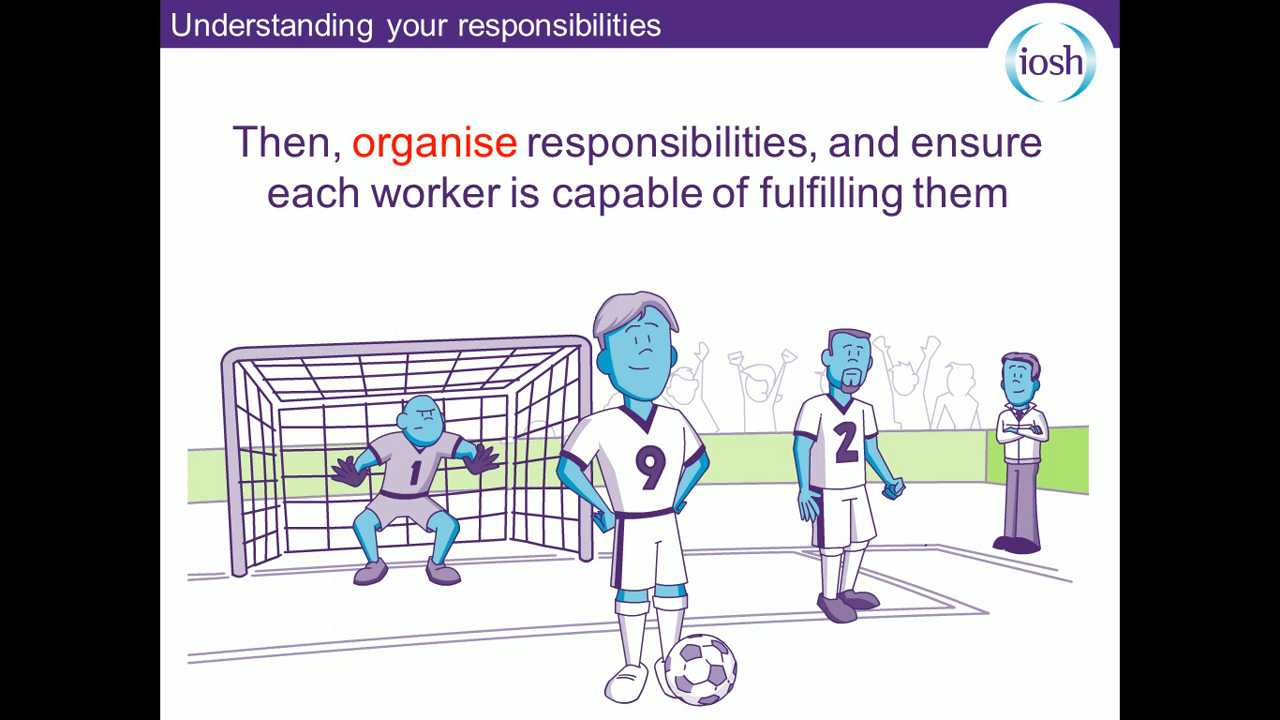 Understanding your responsibilities
iosh
Then, organise responsibilities, and ensure
each worker is capable of fulfilling them
1
9
2